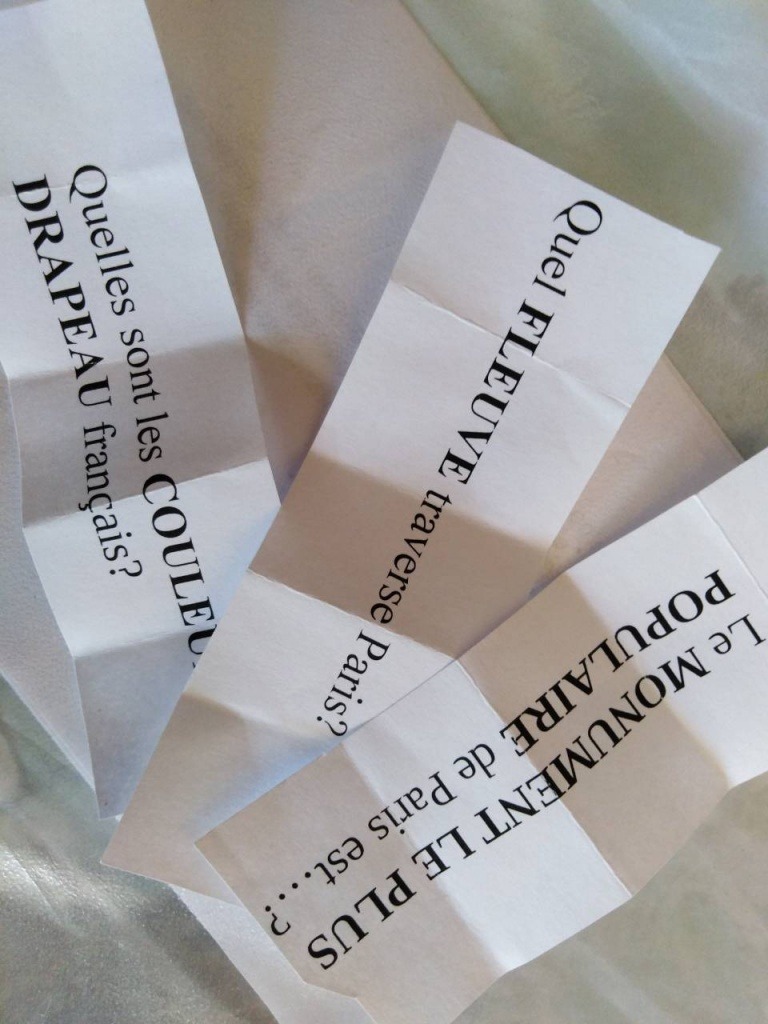 Quelles sont les COULEU
DRAPEAU français?
Quel FLEUVE traverse Paris?
Le MONUMENT LE PLUS
POPULAIRE de Paris est...?